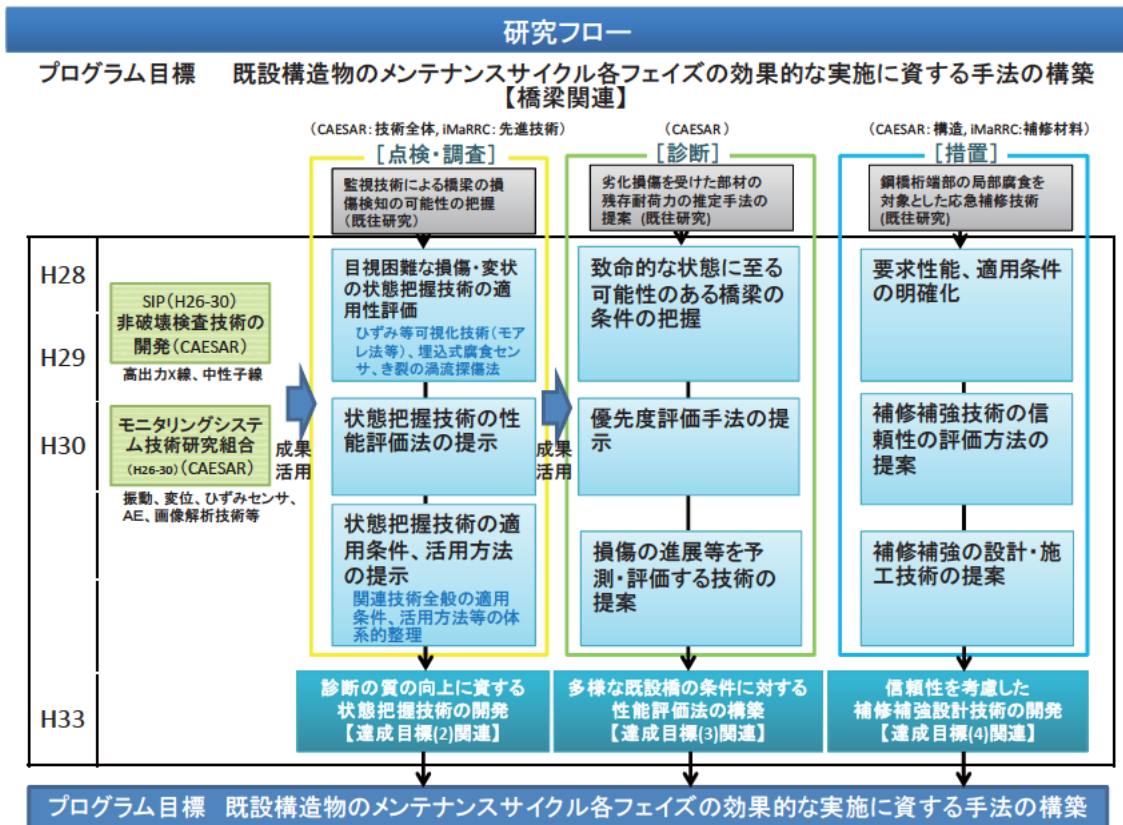 研究フロー
プログラム目標　既設構造物のメンテナンスサイクル各フェイズの効果的な実施に資する手法の構築
【橋梁関連】
（CAESAR：技術全体, iMaRRC：先進技術）
［点検・調査］
監視技術による橋梁の損
傷検知の可能性の把握
（既往研究）
目視困難な損傷・変状
の状態把握技術の適
用性評価
ひずみ等可視化技術（モア
レ法等）、埋込式腐食セン
サ、き裂の渦流探傷法
状態把握技術の性
能評価法の提示
状態把握技術の適
用条件、活用方法
の提示
関連技術全般の適用
条件、活用方法等の体
系的整理
診断の質の向上に資する
状態把握技術の開発
【達成目標(2)関連】
（CAESAR）
［診断］
劣化損傷を受けた部材の
残存耐荷力の推定手法の
提案（既往研究)
致命的な状態に至る
可能性のある橋梁の
条件の把握
優先度評価手法の提
示
損傷の進展等を予
測・評価する技術の
提案
多様な既設橋の条件に対する
性能評価法の構築
【達成目標(3)関連】
（CAESAR：構造, iMaRRC:補修材料）
［措置］
鋼橋桁端部の局部腐食を
対象とした応急補修技術
(既往研究)
要求性能、適用条件
の明確化
補修補強技術の信
頼性の評価方法の
提案
補修補強の設計・施
工技術の提案
信頼性を考慮した
補修補強設計技術の開発
【達成目標(4)関連】
H28
H29
H30
H33
SIP（H26-30）
非破壊検査技術の
開発（CAESAR）
高出力X線、中性子線
モニタリングシステ
ム技術研究組合
（H26-30）（CAESAR）
振動、変位、ひずみセンサ、
AE、画像解析技術等
成果
活用
成果
活用
プログラム目標　既設構造物のメンテナンスサイクル各フェイズの効果的な実施に資する手法の構築